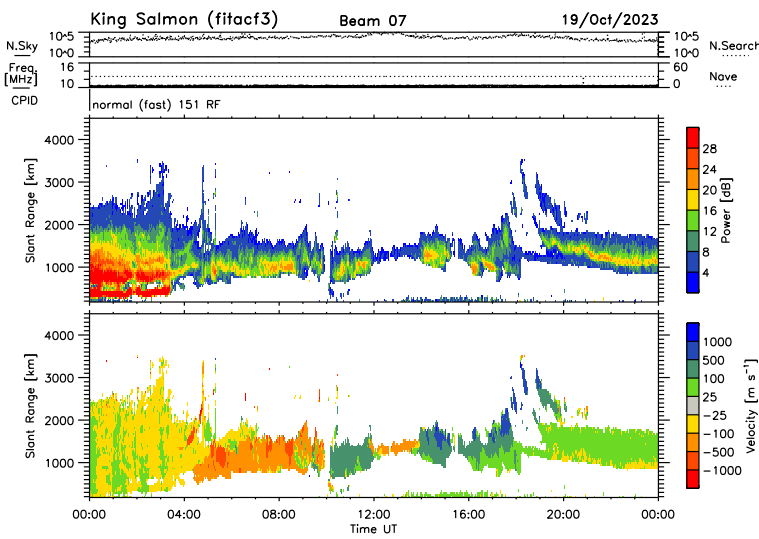 King Salmon (fitacf3) Beam 07 19/Oct/2023
N.Sky 10^5 10^0 10^5 10^0 N.Search
Freq [MHz] 16 10 60 0 Nave
CPID normal (fast) 151 RF
Slant Range [km] 4000 3000 2000 1000
28 24 20 16 12 8 4 Power [dB]
Slant Range [km] 4000 3000 2000 1000
1000 500 100 25 -25 -100 -500 -1000 Velocity [m s⁻¹]
00:00 04:00 08:00 12:00 16:00 20:00 00:00
Time UT